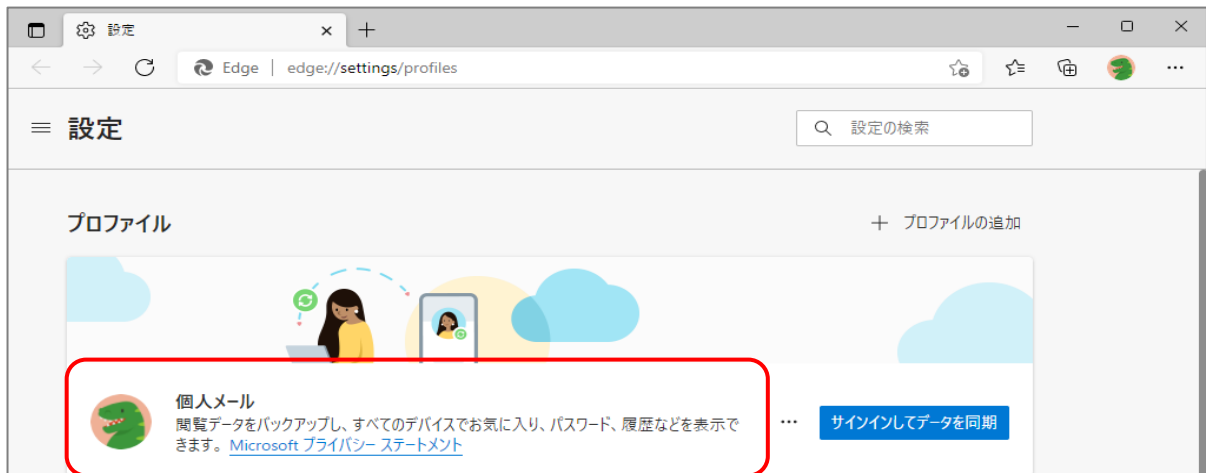 設定
Edge | edge://settings/profiles
設定
設定の検索
プロファイル
プロファイルの追加
個人メール
閲覧データをバックアップし、すべてのデバイスでお気に入り、パスワード、履歴などを表示で
きます。Microsoft プライバシー ステートメント
サインインしてデータを同期